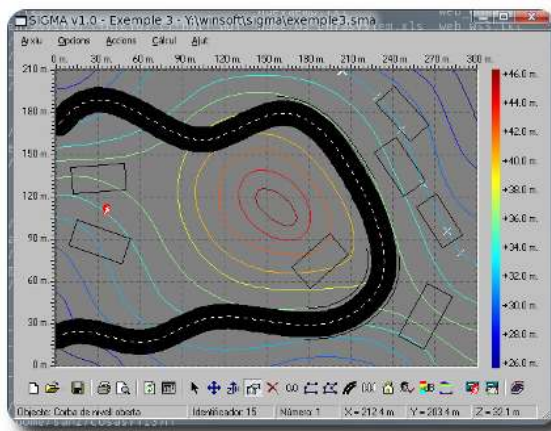 SIGMA v1.0 - Exemple 3 - Y:\winsoft\sigma\exemple3.sma
Arxiu Opcions Accions Càlcul Ajut
0 m. 30 m. 60 m. 90 m. 120 m. 150 m. 180 m. 210 m. 240 m. 270 m. 300 m.
210 m.
180 m.
150 m.
120 m.
90 m.
60 m.
30 m.
0 m.
+46.0 m.
+44.0 m.
+42.0 m.
+40.0 m.
+38.0 m.
+36.0 m.
+34.0 m.
+32.0 m.
+30.0 m.
+28.0 m.
+26.0 m.
dB
Objecte: Corba de nivell oberta Identificador: 15 Número: 1 X = 212.4 m Y = 203.4 m Z = 32.1 m